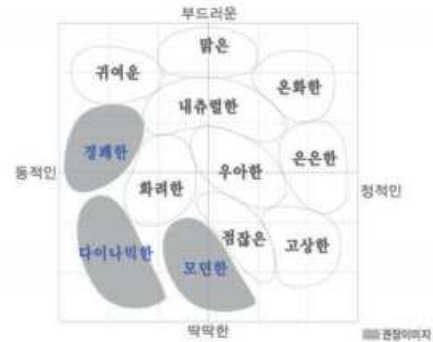 부드러운
맑은
귀여운
온화한
내츄럴한
경쾌한
은은한
동적인
우아한
화려한
정적인
점잖은
고상한
다이나믹한
모던한
딱딱한
권장이미지